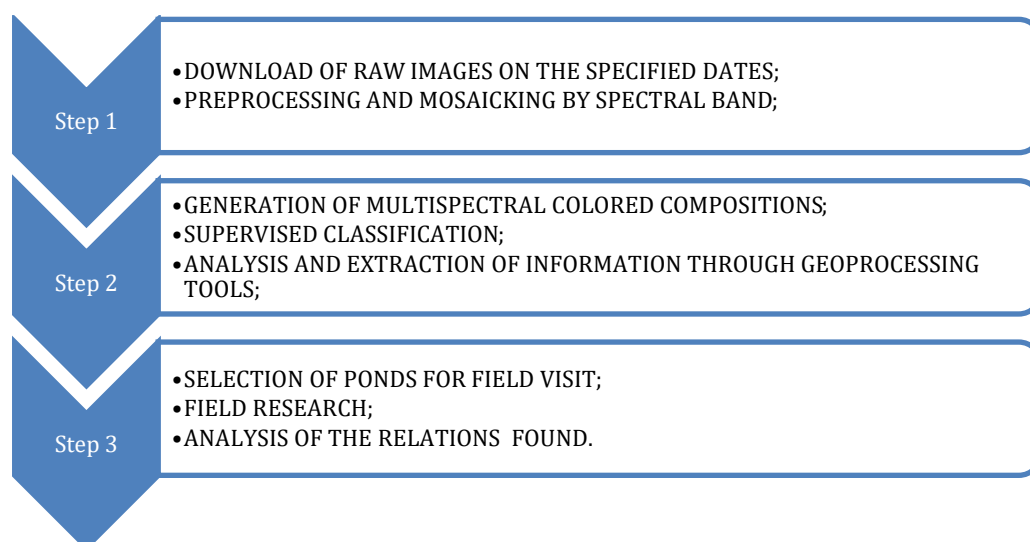 Step 1
•DOWNLOAD OF RAW IMAGES ON THE SPECIFIED DATES;
•PREPROCESSING AND MOSAICKING BY SPECTRAL BAND;
Step 2
•GENERATION OF MULTISPECTRAL COLORED COMPOSITIONS;
•SUPERVISED CLASSIFICATION;
•ANALYSIS AND EXTRACTION OF INFORMATION THROUGH GEOPROCESSING
TOOLS;
Step 3
•SELECTION OF PONDS FOR FIELD VISIT;
•FIELD RESEARCH;
•ANALYSIS OF THE RELATIONS FOUND.